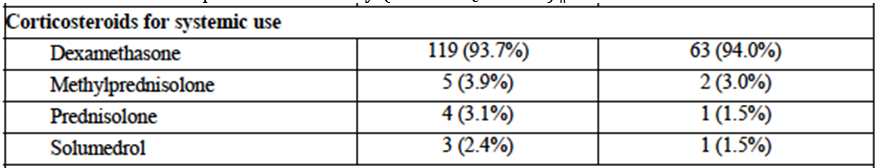 Corticosteroids for systemic use
Dexamethasone 119 (93.7%) 63 (94.0%)
Methylprednisolone 5 (3.9%) 2 (3.0%)
Prednisolone 4 (3.1%) 1 (1.5%)
Solumedrol 3 (2.4%) 1 (1.5%)